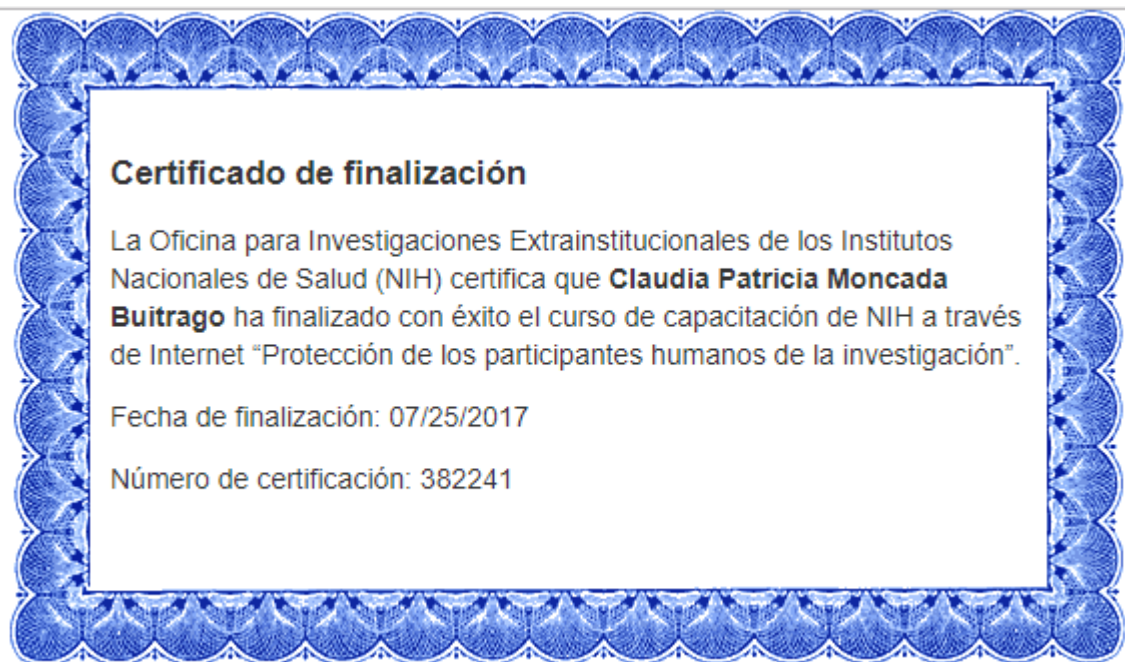 Certificado de finalización
La Oficina para Investigaciones Extrainstitucionales de los Institutos
Nacionales de Salud (NIH) certifica que Claudia Patricia Moncada
Buitrago ha finalizado con éxito el curso de capacitación de NIH a través
de Internet “Protección de los participantes humanos de la investigación”.
Fecha de finalización: 07/25/2017
Número de certificación: 382241